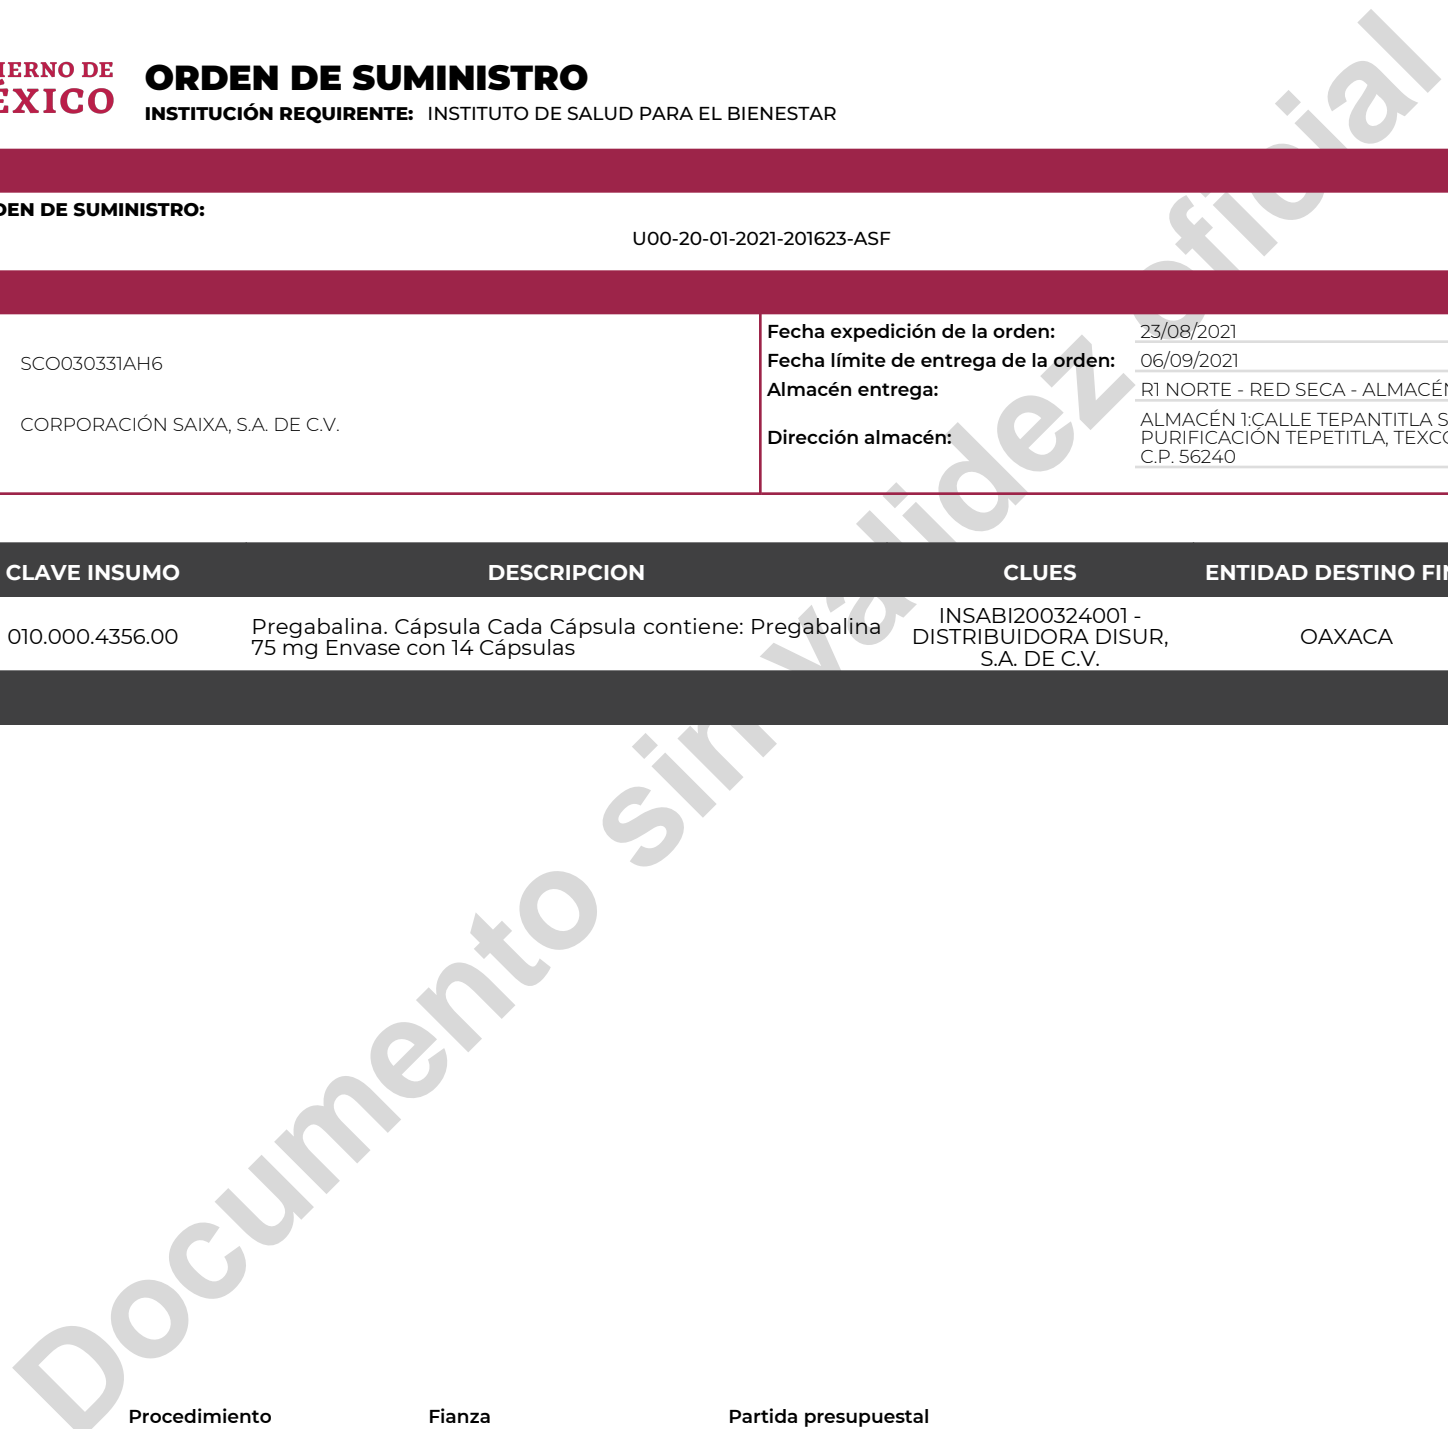 IERNO DE
ÉXICO
ORDEN DE SUMINISTRO
INSTITUCIÓN REQUIRENTE: INSTITUTO DE SALUD PARA EL BIENESTAR
DEN DE SUMINISTRO:
U00-20-01-2021-201623-ASF
SCO030331AH6
CORPORACIÓN SAIXA, S.A. DE C.V.
Fecha expedición de la orden: 23/08/2021
Fecha límite de entrega de la orden: 06/09/2021
Almacén entrega: R1 NORTE - RED SECA - ALMACÉN
Dirección almacén: ALMACÉN 1:CALLE TEPANTITLA S
PURIFICACIÓN TEPETITLA, TEXCO
C.P. 56240
CLAVE INSUMO DESCRIPCION CLUES ENTIDAD DESTINO FIN
010.000.4356.00
Pregabalina. Cápsula Cada Cápsula contiene: Pregabalina
75 mg Envase con 14 Cápsulas
INSABI200324001 -
DISTRIBUIDORA DISUR,
S.A. DE C.V.
OAXACA
Documento sin validez oficial
Procedimiento Fianza Partida presupuestal